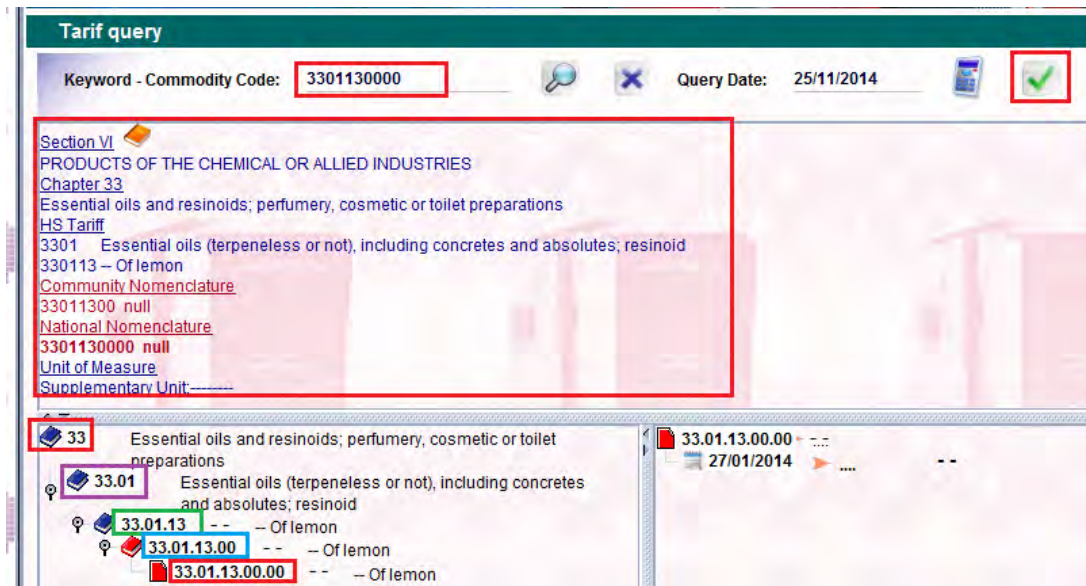 Tarif query
Keyword - Commodity Code: 3301130000 Query Date: 25/11/2014
Section VI
PRODUCTS OF THE CHEMICAL OR ALLIED INDUSTRIES
Chapter 33
Essential oils and resinoids; perfumery, cosmetic or toilet preparations
HS Tariff
3301 Essential oils (terpeneless or not), including concretes and absolutes; resinoid
330113 -- Of lemon
Community Nomenclature
33011300 null
National Nomenclature
3301130000 null
Unit of Measure
Supplementary Unit:--------
33 Essential oils and resinoids; perfumery, cosmetic or toilet
preparations
33.01 Essential oils (terpeneless or not), including concretes
and absolutes; resinoid
33.01.13 - - -- Of lemon
33.01.13.00 - - -- Of lemon
33.01.13.00.00 - - -- Of lemon
33.01.13.00.00 - - -
27/01/2014 .... - -